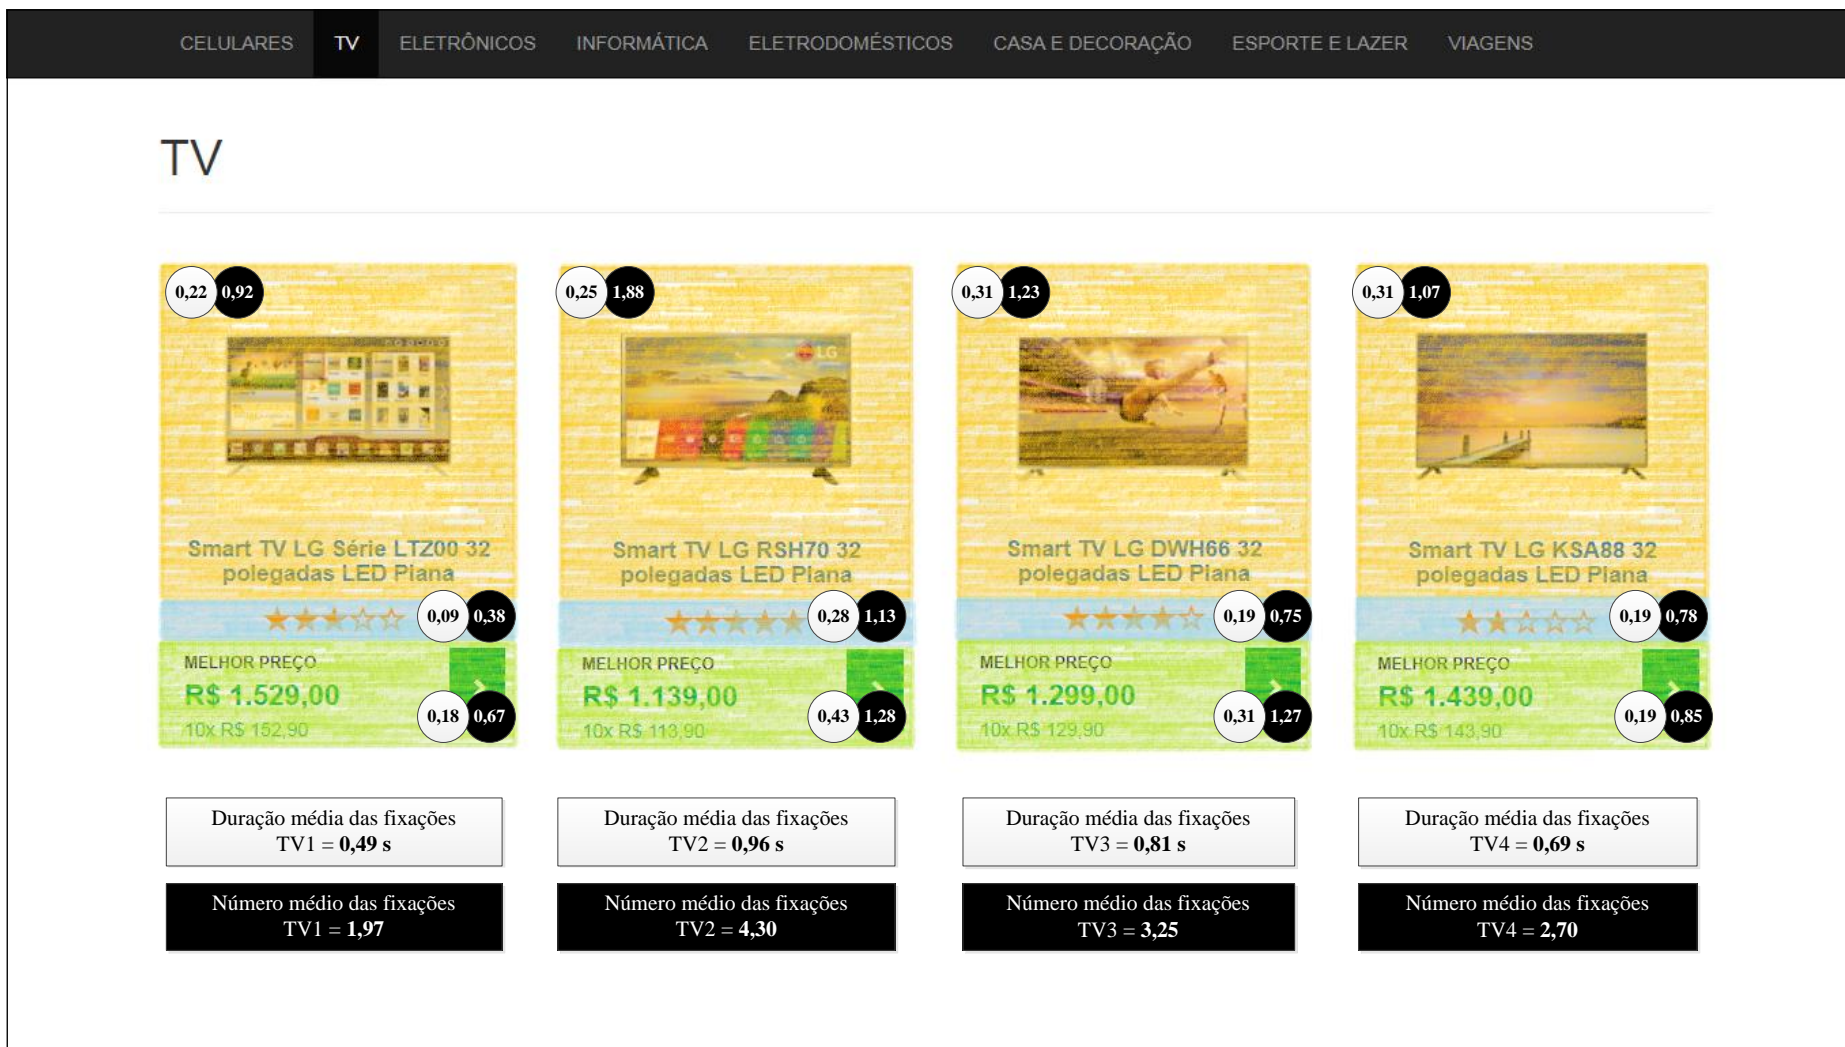 CELULARES TV ELETRÔNICOS INFORMÁTICA ELETRODOMÉSTICOS CASA E DECORAÇÃO ESPORTE E LAZER VIAGENS
TV
0,22 0,92
Smart TV LG Série LTZ00 32
polegadas LED Plana
0,09 0,38
MELHOR PREÇO
R$ 1.529,00
10x R$ 152,90
0,18 0,67
0,25 1,88
LG
Smart TV LG RSH70 32
polegadas LED Plana
0,28 1,13
MELHOR PREÇO
R$ 1.139,00
10x R$ 113,90
0,43 1,28
0,31 1,23
Smart TV LG DWH66 32
polegadas LED Plana
0,19 0,75
MELHOR PREÇO
R$ 1.299,00
10x R$ 129,90
0,31 1,27
0,31 1,07
Smart TV LG KSA88 32
polegadas LED Plana
0,19 0,78
MELHOR PREÇO
R$ 1.439,00
10x R$ 143,90
0,19 0,85
Duração média das fixações
TV1 = 0,49 s
Duração média das fixações
TV2 = 0,96 s
Duração média das fixações
TV3 = 0,81 s
Duração média das fixações
TV4 = 0,69 s
Número médio das fixações
TV1 = 1,97
Número médio das fixações
TV2 = 4,30
Número médio das fixações
TV3 = 3,25
Número médio das fixações
TV4 = 2,70